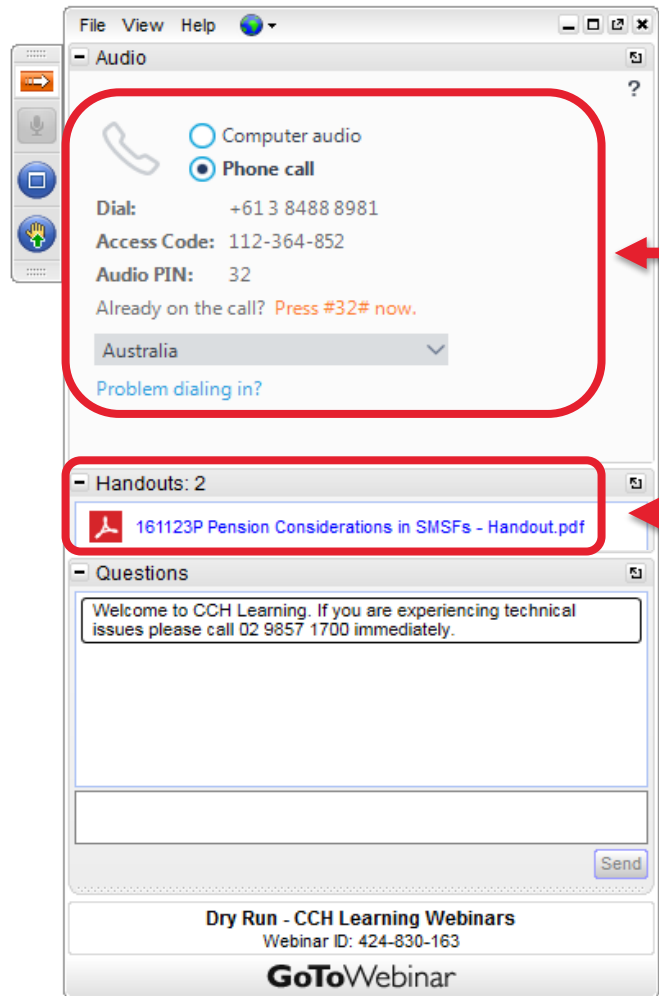 File View Help
Audio
?
Computer audio
Phone call
Dial: +61 3 8488 8981
Access Code: 112-364-852
Audio PIN: 32
Already on the call? Press #32# now.
Australia
Problem dialing in?
Handouts: 2
161123P Pension Considerations in SMSFs - Handout.pdf
Questions
Welcome to CCH Learning. If you are experiencing technical
issues please call 02 9857 1700 immediately.
Send
Dry Run - CCH Learning Webinars
Webinar ID: 424-830-163
GoToWebinar